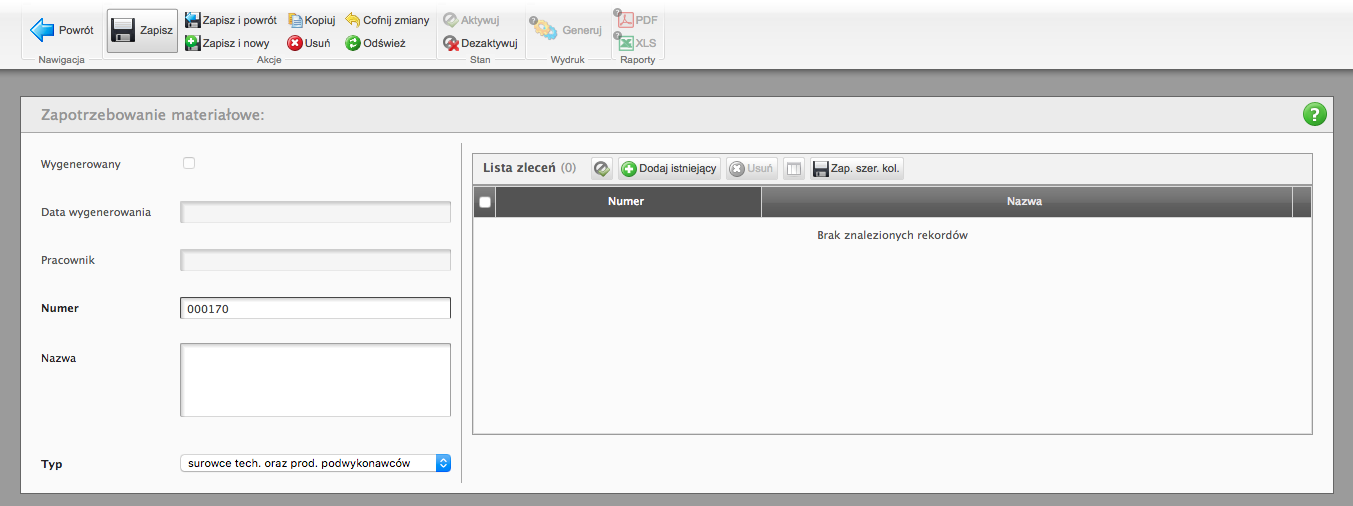 Powrót
Nawigacja
Zapisz
Zapisz i powrót
Kopiuj
Cofnij zmiany
Zapisz i nowy
Usuń
Odśwież
Akcje
Aktywuj
Dezaktywuj
Stan
Generuj
Wydruk
PDF
XLS
Raporty
Zapotrzebowanie materiałowe:
Wygenerowany
Data wygenerowania
Pracownik
Numer 000170
Nazwa
Typ surowce tech. oraz prod. podwykonawców
Lista zleceń (0) Dodaj istniejący Usuń Zap. szer. kol.
Numer Nazwa
Brak znalezionych rekordów